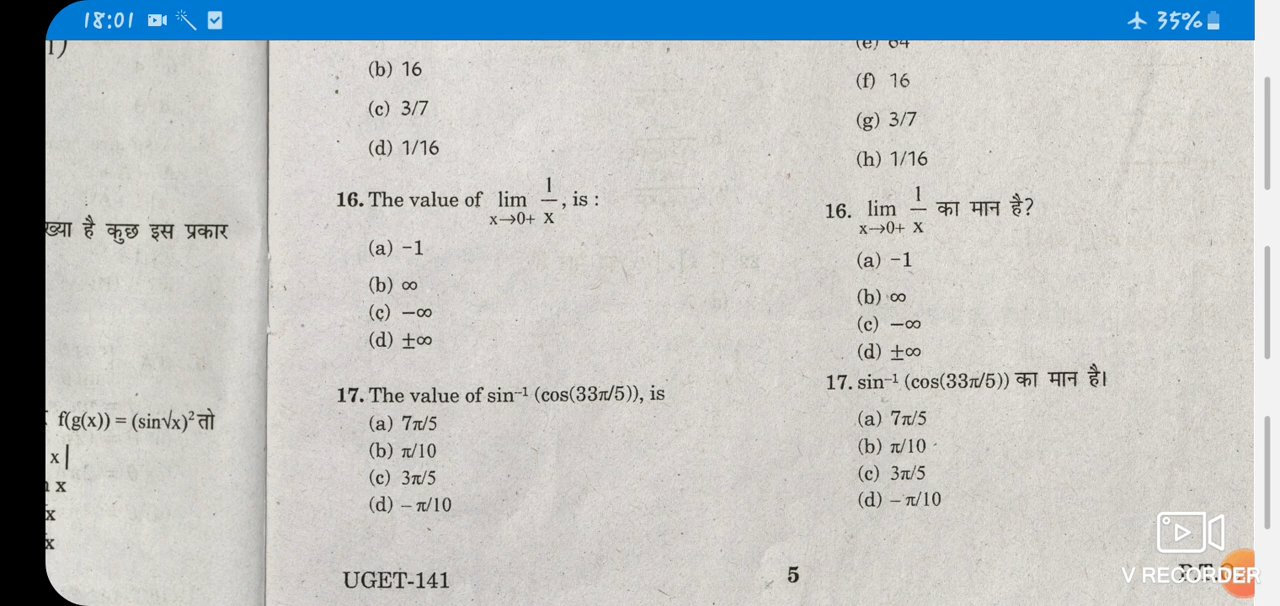 18:01
35%
ख्या है कुछ इस प्रकार
f(g(x)) = (sin√x)² तो
x|
x
x
x
(b) 16
(c) 3/7
(d) 1/16
16. The value of lim x→0+ 1/x, is :
(a) −1
(b) ∞
(c) −∞
(d) ±∞
17. The value of sin⁻¹ (cos(33π/5)), is
(a) 7π/5
(b) π/10
(c) 3π/5
(d) – π/10
UGET-141
(e) 64
(f) 16
(g) 3/7
(h) 1/16
16. lim x→0+ 1/x का मान है?
(a) −1
(b) ∞
(c) −∞
(d) ±∞
17. sin⁻¹ (cos(33π/5)) का मान है।
(a) 7π/5
(b) π/10
(c) 3π/5
(d) – π/10
5
V RECORDER